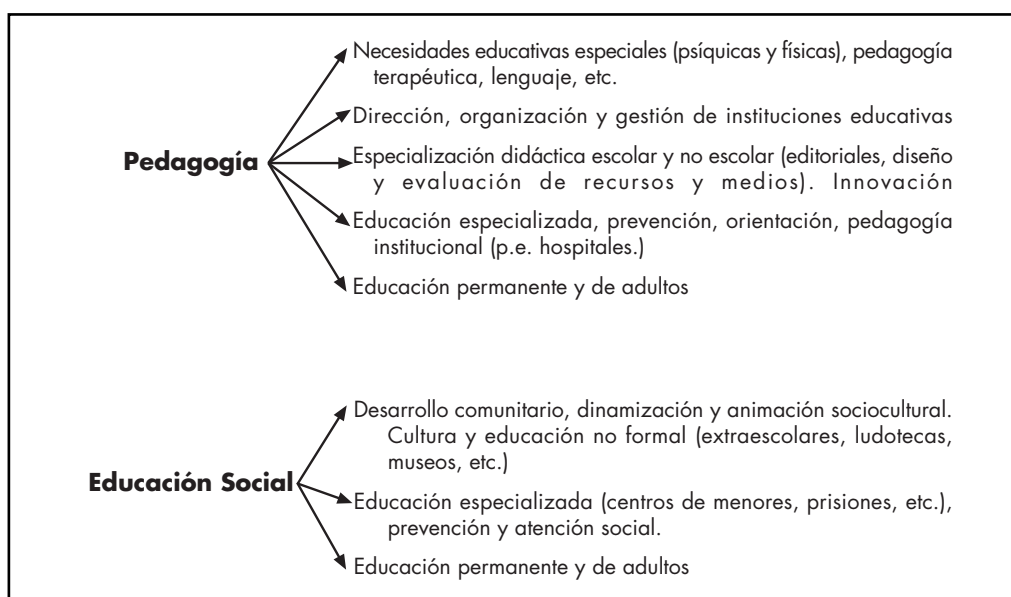 Necesidades educativas especiales (psíquicas y físicas), pedagogía
terapéutica, lenguaje, etc.
Dirección, organización y gestión de instituciones educativas
Pedagogía
Especialización didáctica escolar y no escolar (editoriales, diseño
y evaluación de recursos y medios). Innovación
Educación especializada, prevención, orientación, pedagogía
institucional (p.e. hospitales.)
Educación permanente y de adultos
Desarrollo comunitario, dinamización y animación sociocultural.
Cultura y educación no formal (extraescolares, ludotecas,
museos, etc.)
Educación Social
Educación especializada (centros de menores, prisiones, etc.),
prevención y atención social.
Educación permanente y de adultos